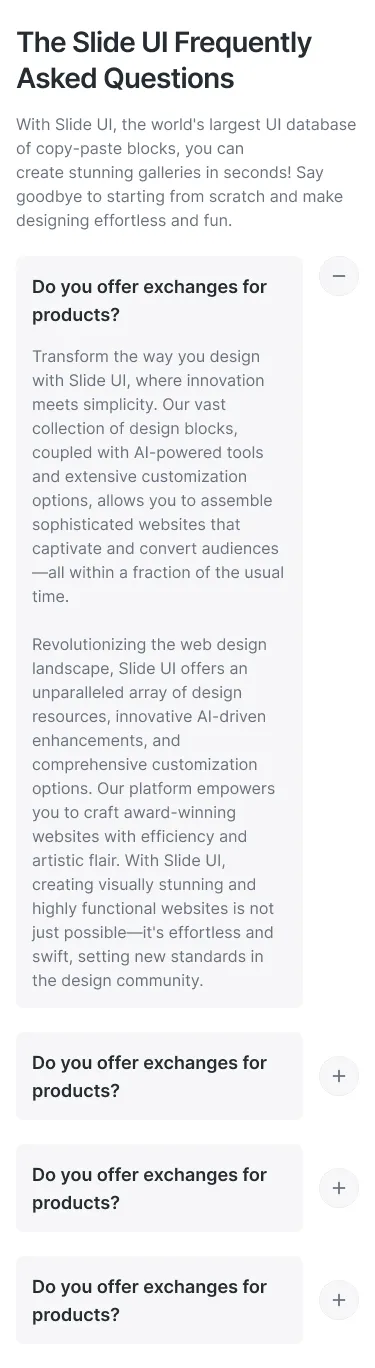 The Slide UI Frequently
Asked Questions
With Slide UI, the world's largest UI database
of copy-paste blocks, you can
create stunning galleries in seconds! Say
goodbye to starting from scratch and make
designing effortless and fun.
Do you offer exchanges for
products?
Transform the way you design
with Slide UI, where innovation
meets simplicity. Our vast
collection of design blocks,
coupled with AI-powered tools
and extensive customization
options, allows you to assemble
sophisticated websites that
captivate and convert audiences
—all within a fraction of the usual
time.
Revolutionizing the web design
landscape, Slide UI offers an
unparalleled array of design
resources, innovative AI-driven
enhancements, and
comprehensive customization
options. Our platform empowers
you to craft award-winning
websites with efficiency and
artistic flair. With Slide UI,
creating visually stunning and
highly functional websites is not
just possible—it's effortless and
swift, setting new standards in
the design community.
Do you offer exchanges for
products?
Do you offer exchanges for
products?
Do you offer exchanges for
products?